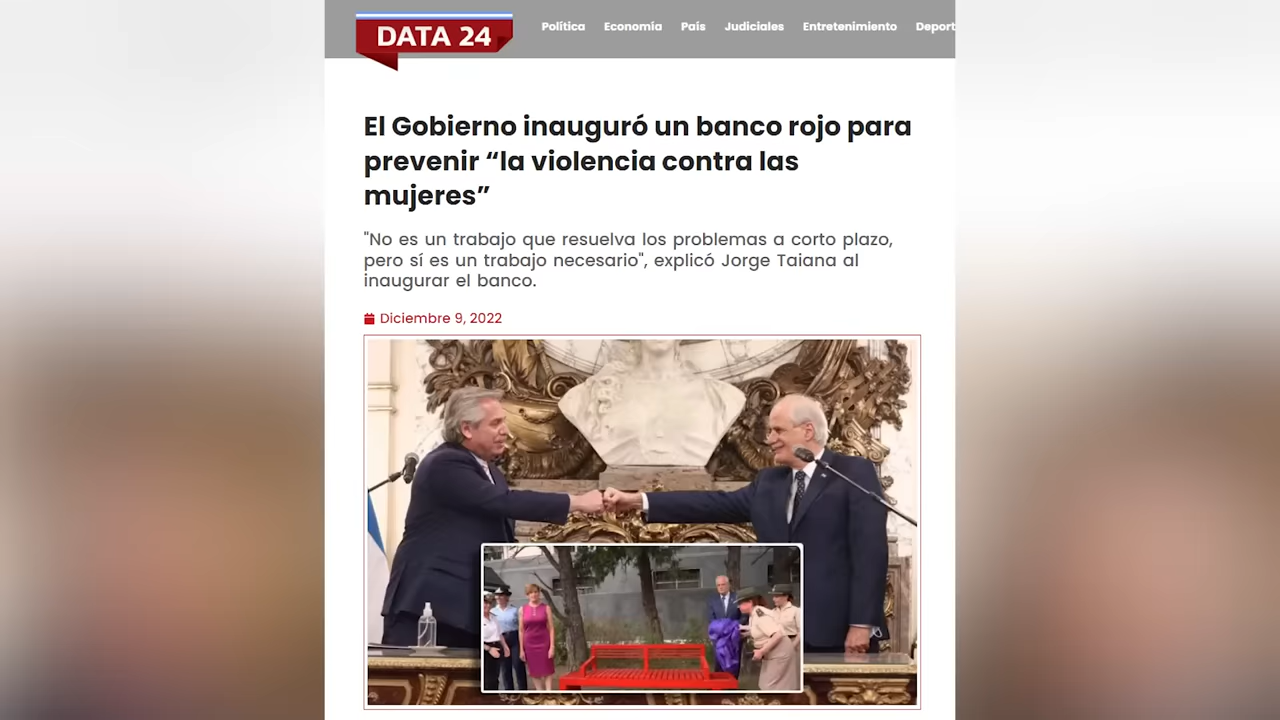 DATA 24
Política Economía País Judiciales Entretenimiento Deport
El Gobierno inauguró un banco rojo para
prevenir “la violencia contra las
mujeres”
"No es un trabajo que resuelva los problemas a corto plazo,
pero sí es un trabajo necesario", explicó Jorge Taiana al
inaugurar el banco.
Diciembre 9, 2022